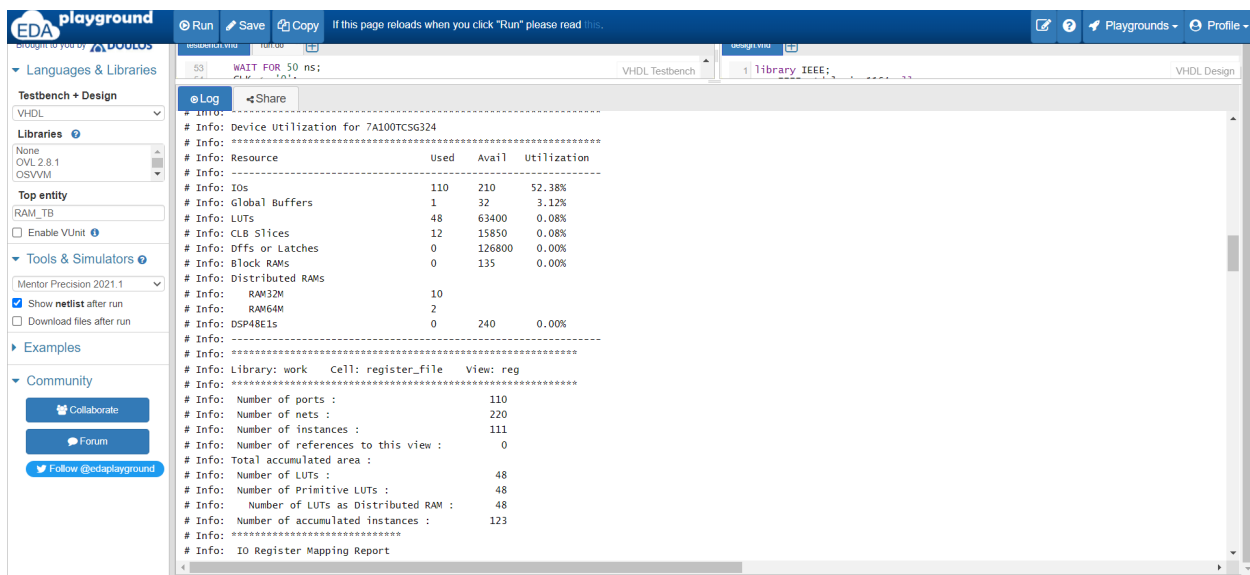 EDA playground
Run Save Copy If this page reloads when you click "Run" please read this. Playgrounds Profile
Brought to you by DOULOS
testbench.vhd run.do
design.vhd
Languages & Libraries
Testbench + Design
VHDL
Libraries
None
OVL 2.8.1
OSVVM
Top entity
RAM_TB
Enable VUnit
Tools & Simulators
Mentor Precision 2021.1
Show netlist after run
Download files after run
Examples
Community
Collaborate
Forum
Follow @edaplayground
53 WAIT FOR 50 ns;
VHDL Testbench
1 library IEEE;
VHDL Design
Log Share
# Info: ---------------------------------------------------------------
# Info: Device Utilization for 7A100TCSG324
# Info: ***************************************************************
# Info: Resource Used Avail Utilization
# Info: ---------------------------------------------------------------
# Info: IOs 110 210 52.38%
# Info: Global Buffers 1 32 3.12%
# Info: LUTs 48 63400 0.08%
# Info: CLB Slices 12 15850 0.08%
# Info: Dffs or Latches 0 126800 0.00%
# Info: Block RAMs 0 135 0.00%
# Info: Distributed RAMs
# Info: RAM32M 10
# Info: RAM64M 2
# Info: DSP48E1s 0 240 0.00%
# Info: ---------------------------------------------------------------
# Info: ***********************************************************
# Info: Library: work Cell: register_file View: reg
# Info: ***********************************************************
# Info: Number of ports : 110
# Info: Number of nets : 220
# Info: Number of instances : 111
# Info: Number of references to this view : 0
# Info: Total accumulated area :
# Info: Number of LUTs : 48
# Info: Number of Primitive LUTs : 48
# Info: Number of LUTs as Distributed RAM : 48
# Info: Number of accumulated instances : 123
# Info: *****************************
# Info: IO Register Mapping Report